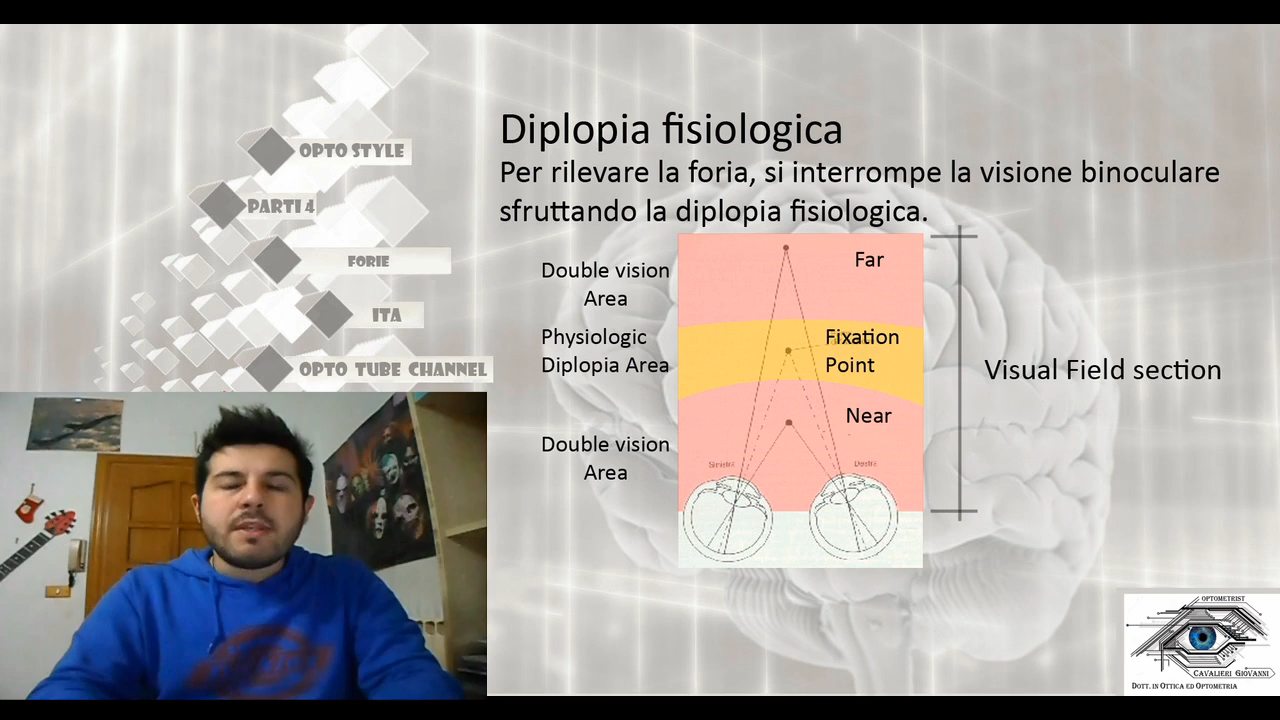 Diplopia fisiologica
Per rilevare la foria, si interrompe la visione binoculare
sfruttando la diplopia fisiologica.
OPTO STYLE
PARTI 4
FORIE
ITA
OPTO TUBE CHANNEL
Double vision
Area
Physiologic
Diplopia Area
Double vision
Area
Far
Fixation
Point
Near
Sinistra
Destra
Visual Field section
OPTOMETRIST
CAVALIERI GIOVANNI
DOTT. IN OTTICA ED OPTOMETRIA